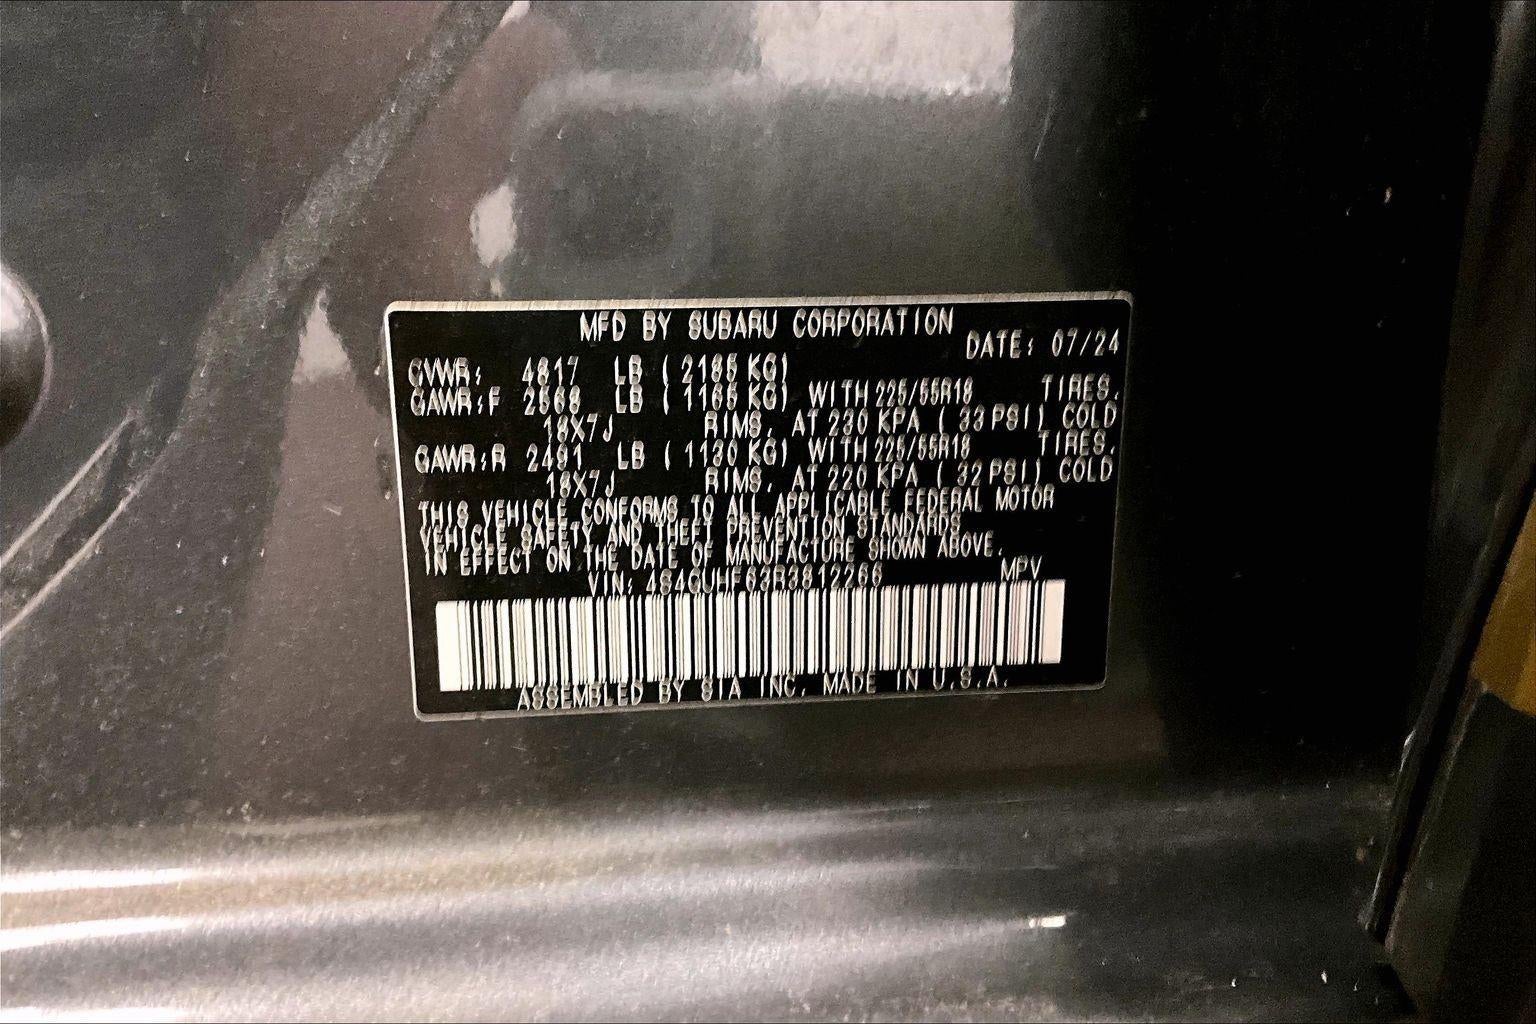 MFD BY SUBARU CORPORATION
DATE: 07/24
GVWR: 4817 LB ( 2185 KG)
GAWR:F 2568 LB ( 1165 KG) WITH 225/55R18 TIRES,
18X7J RIMS, AT 230 KPA ( 33 PSI) COLD
GAWR:R 2491 LB ( 1130 KG) WITH 225/55R18 TIRES,
18X7J RIMS, AT 220 KPA ( 32 PSI) COLD
THIS VEHICLE CONFORMS TO ALL APPLICABLE FEDERAL MOTOR
VEHICLE SAFETY AND THEFT PREVENTION STANDARDS
IN EFFECT ON THE DATE OF MANUFACTURE SHOWN ABOVE.
VIN: 4S4GUHF63R3812266 MPV
ASSEMBLED BY SIA INC. MADE IN U.S.A.